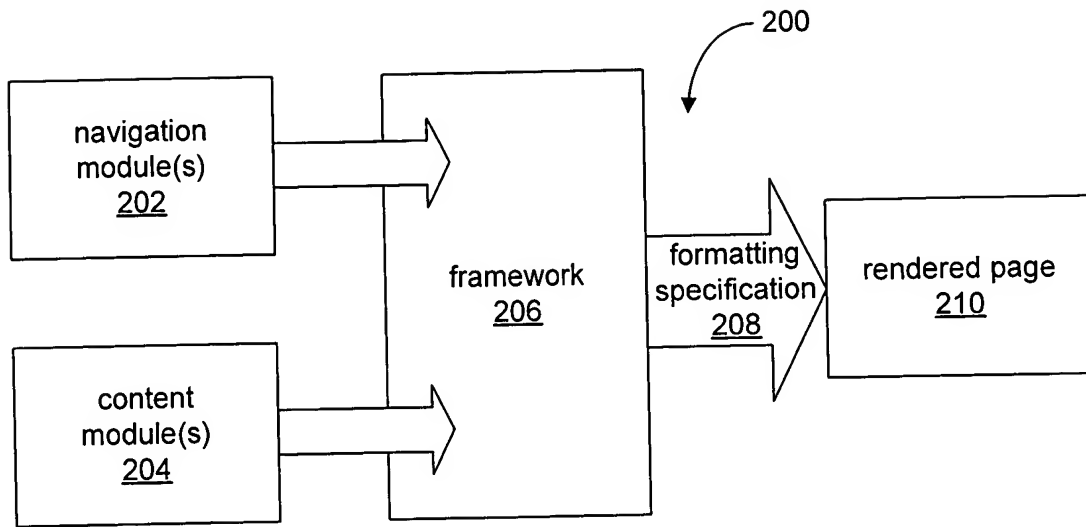 200
navigation
module(s)
202
content
module(s)
204
framework
206
formatting
specification
208
rendered page
210